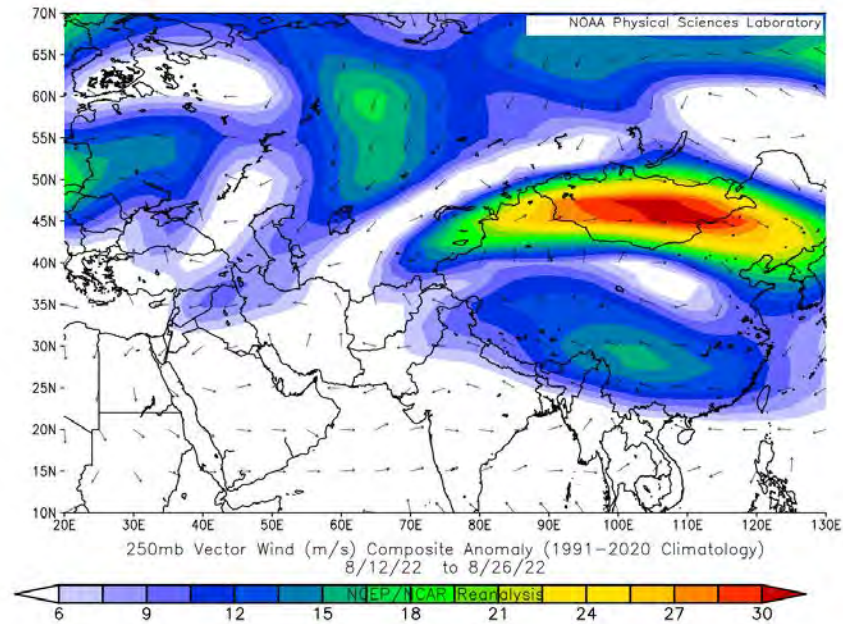 NOAA Physical Sciences Laboratory
70N
65N
60N
55N
50N
45N
40N
35N
30N
25N
20N
15N
10N
20E 30E 40E 50E 60E 70E 80E 90E 100E 110E 120E 130E
250mb Vector Wind (m/s) Composite Anomaly (1991-2020 Climatology)
8/12/22 to 8/26/22
NCEP/NCAR Reanalysis
6 9 12 15 18 21 24 27 30